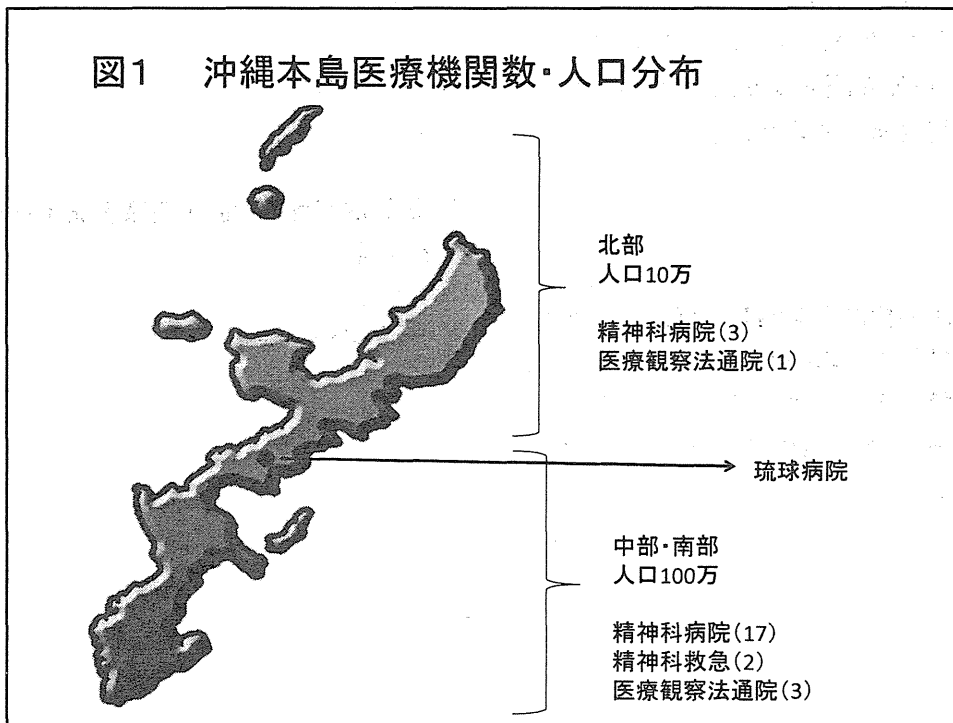 図1　沖縄本島医療機関数・人口分布
北部
人口10万
精神科病院(3)
医療観察法通院(1)
琉球病院
中部・南部
人口100万
精神科病院(17)
精神科救急(2)
医療観察法通院(3)